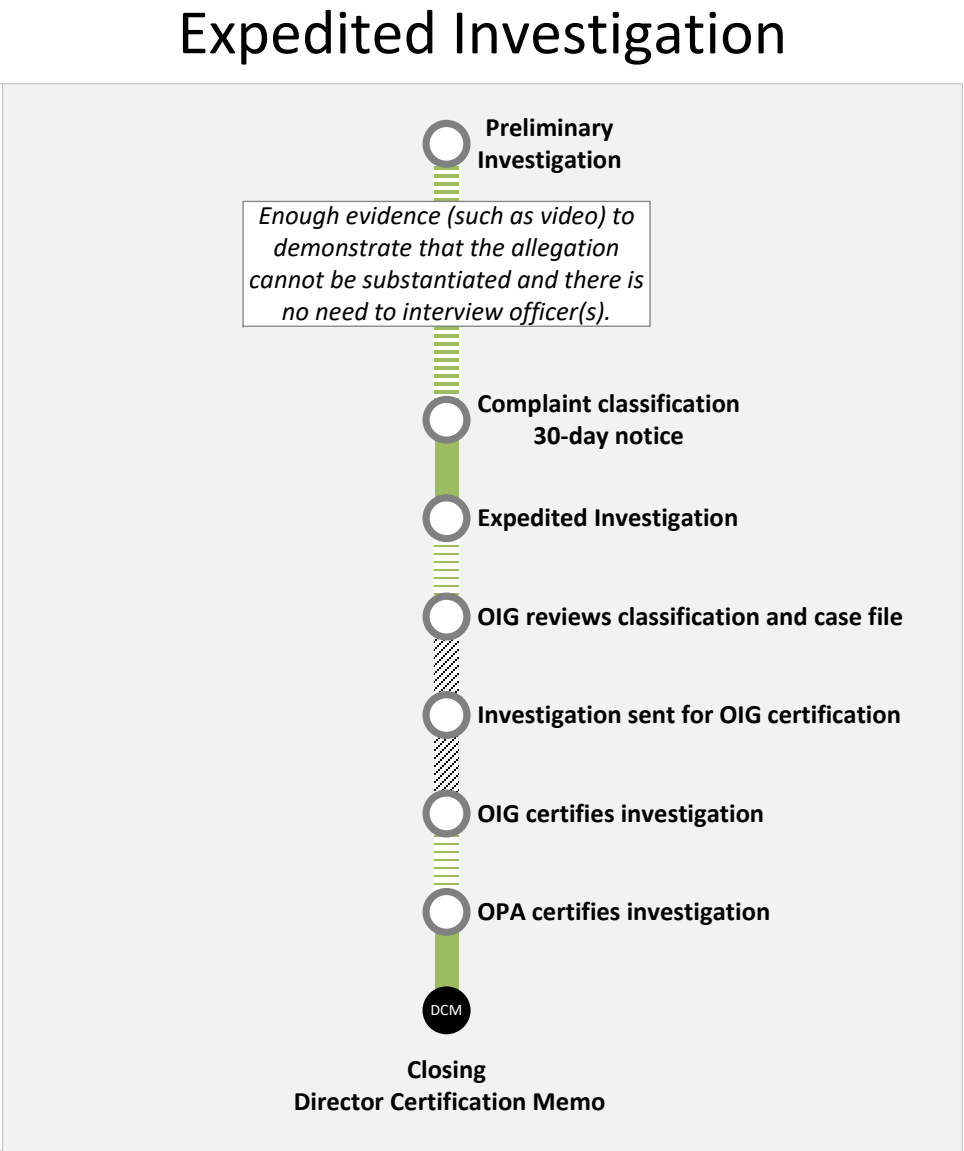 Expedited Investigation
Preliminary
Investigation
Enough evidence (such as video) to
demonstrate that the allegation
cannot be substantiated and there is
no need to interview officer(s).
Complaint classification
30-day notice
Expedited Investigation
OIG reviews classification and case file
Investigation sent for OIG certification
OIG certifies investigation
OPA certifies investigation
DCM
Closing
Director Certification Memo